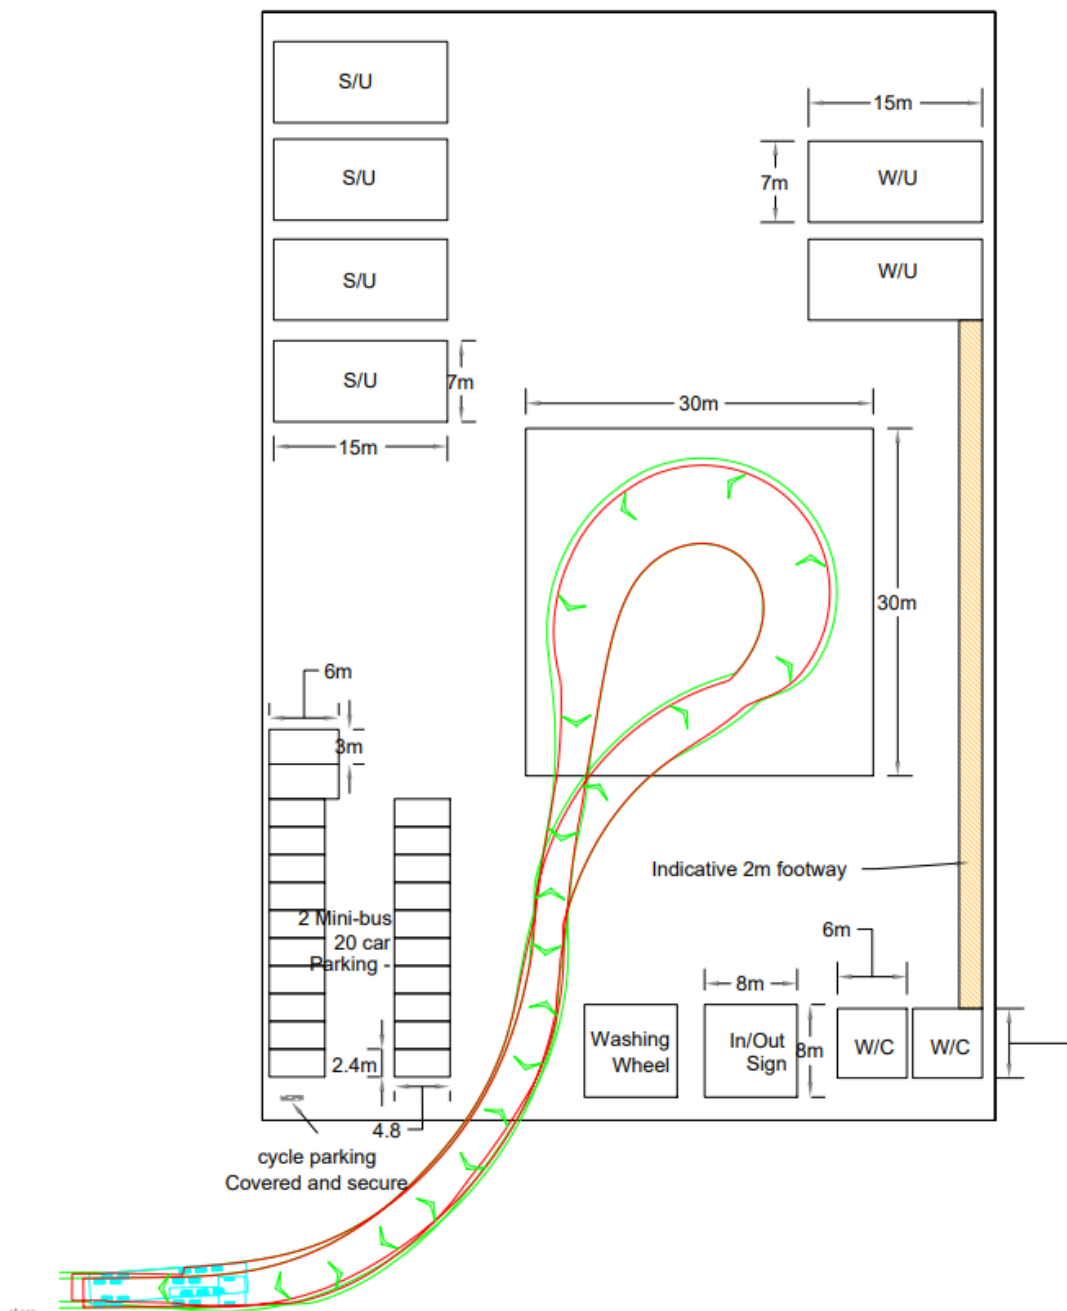 S/U
15m
S/U
7m
W/U
S/U
W/U
S/U
7m
30m
15m
30m
6m
3m
Indicative 2m footway
2 Mini-bus
20 car
Parking -
6m
8m
Washing
Wheel
In/Out
Sign
8m
W/C
W/C
2.4m
4.8
cycle parking
Covered and secure